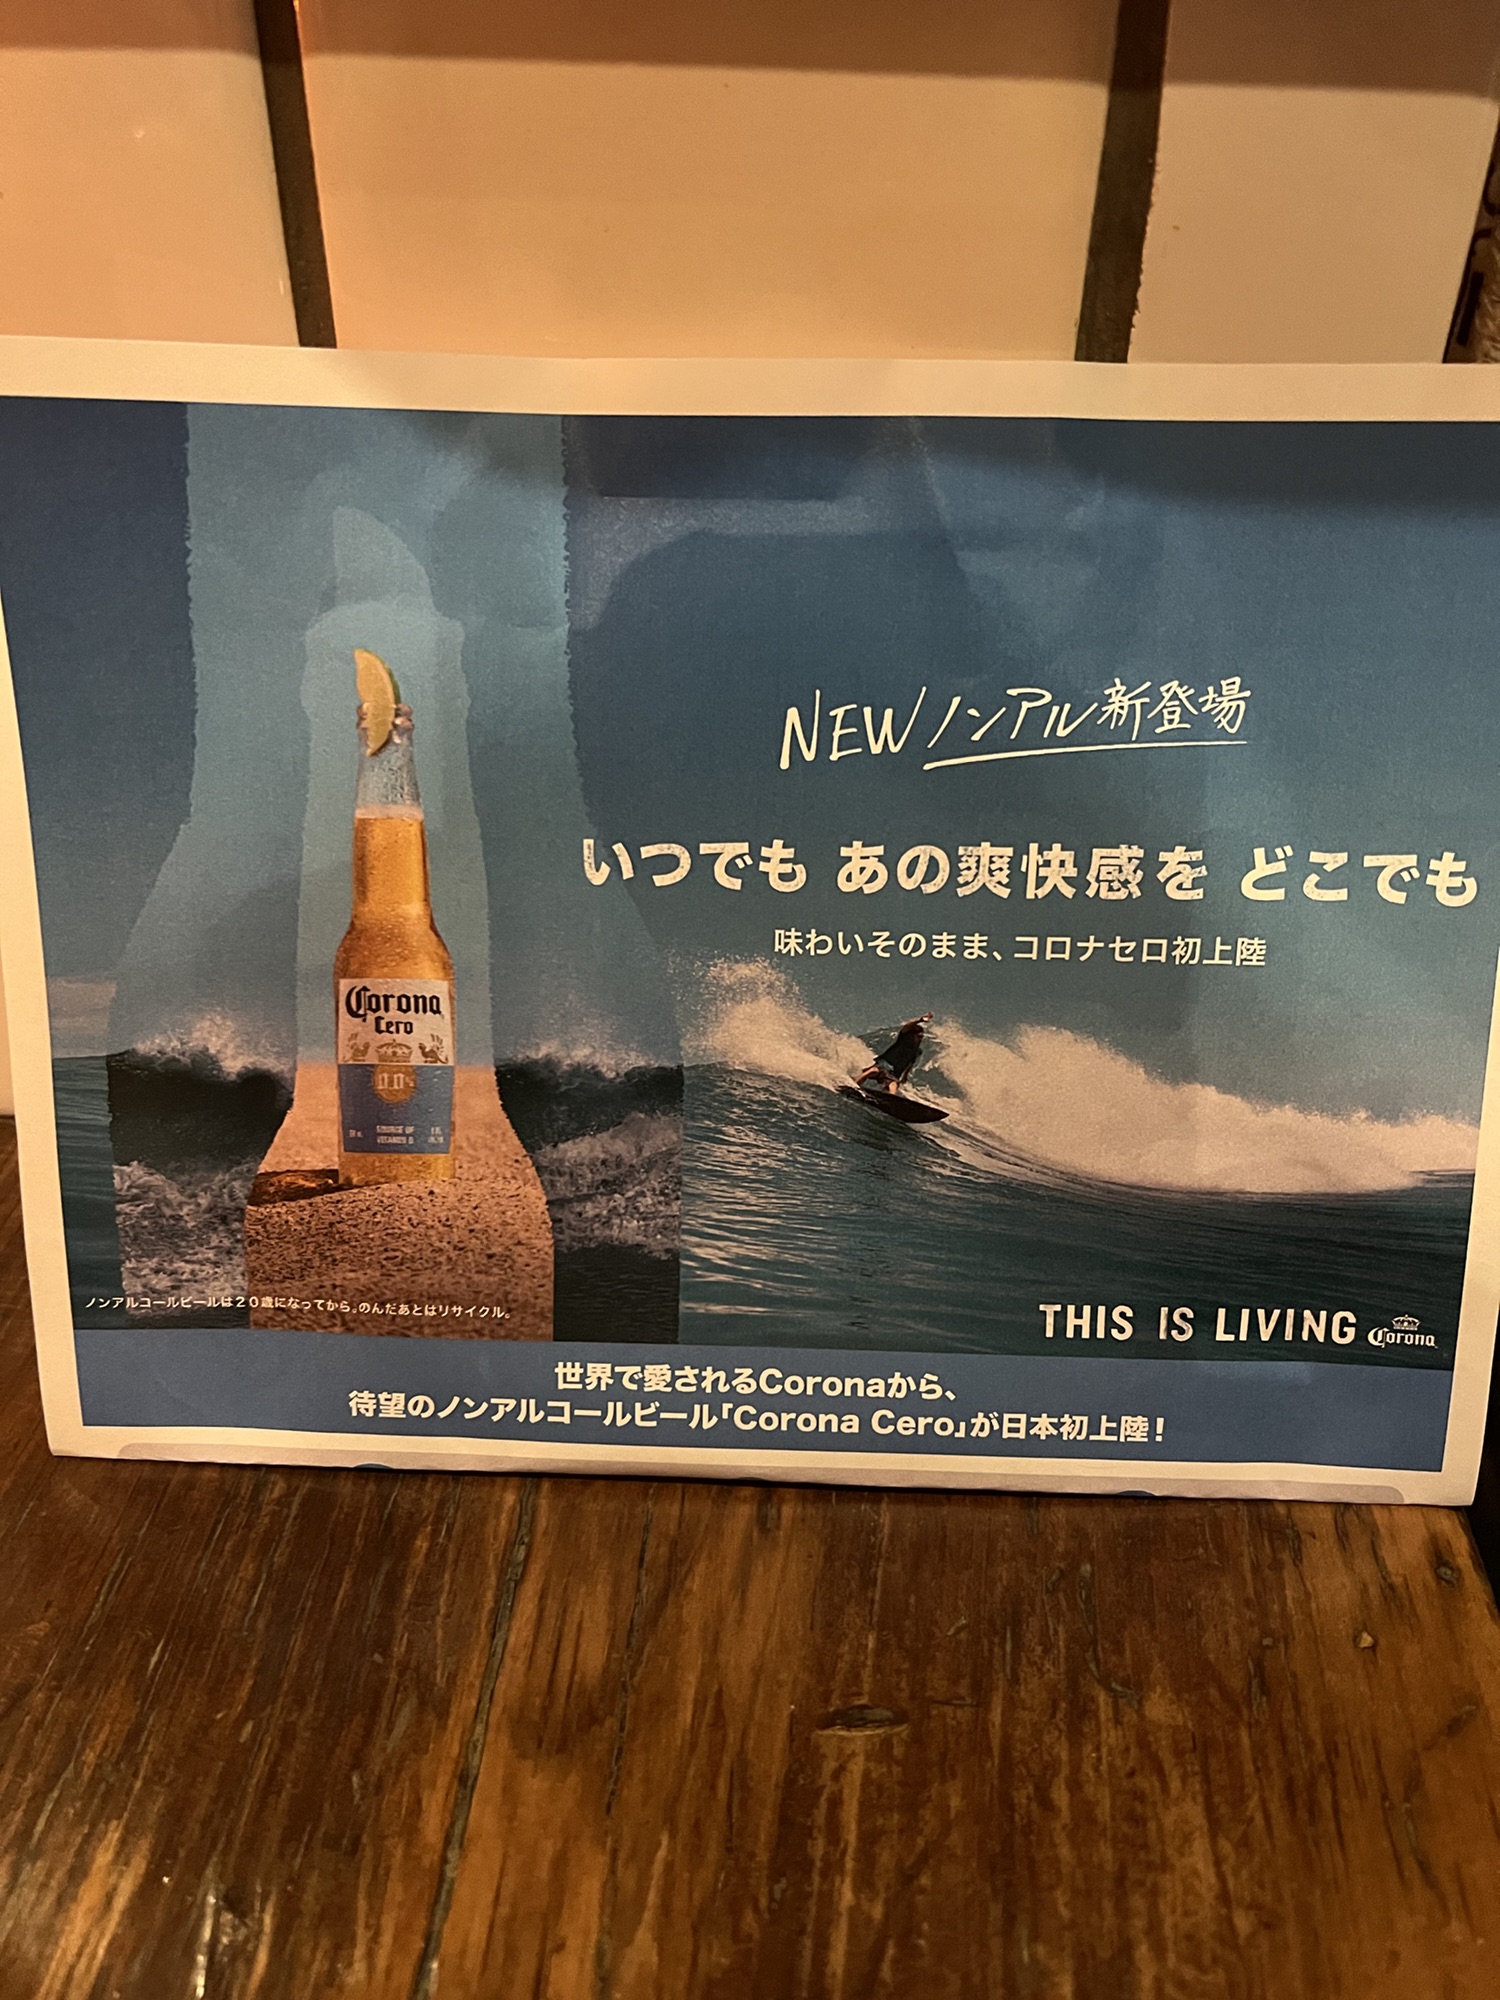 NEWノンアル新登場
いつでも あの爽快感を どこでも
味わいそのまま、コロナセロ初上陸
Corona
Cero
0.0%
SOURCE OF
VITAMIN D
ノンアルコールビールは20歳になってから。のんだあとはリサイクル。
THIS IS LIVING Corona
世界で愛されるCoronaから、
待望のノンアルコールビール「Corona Cero」が日本初上陸！